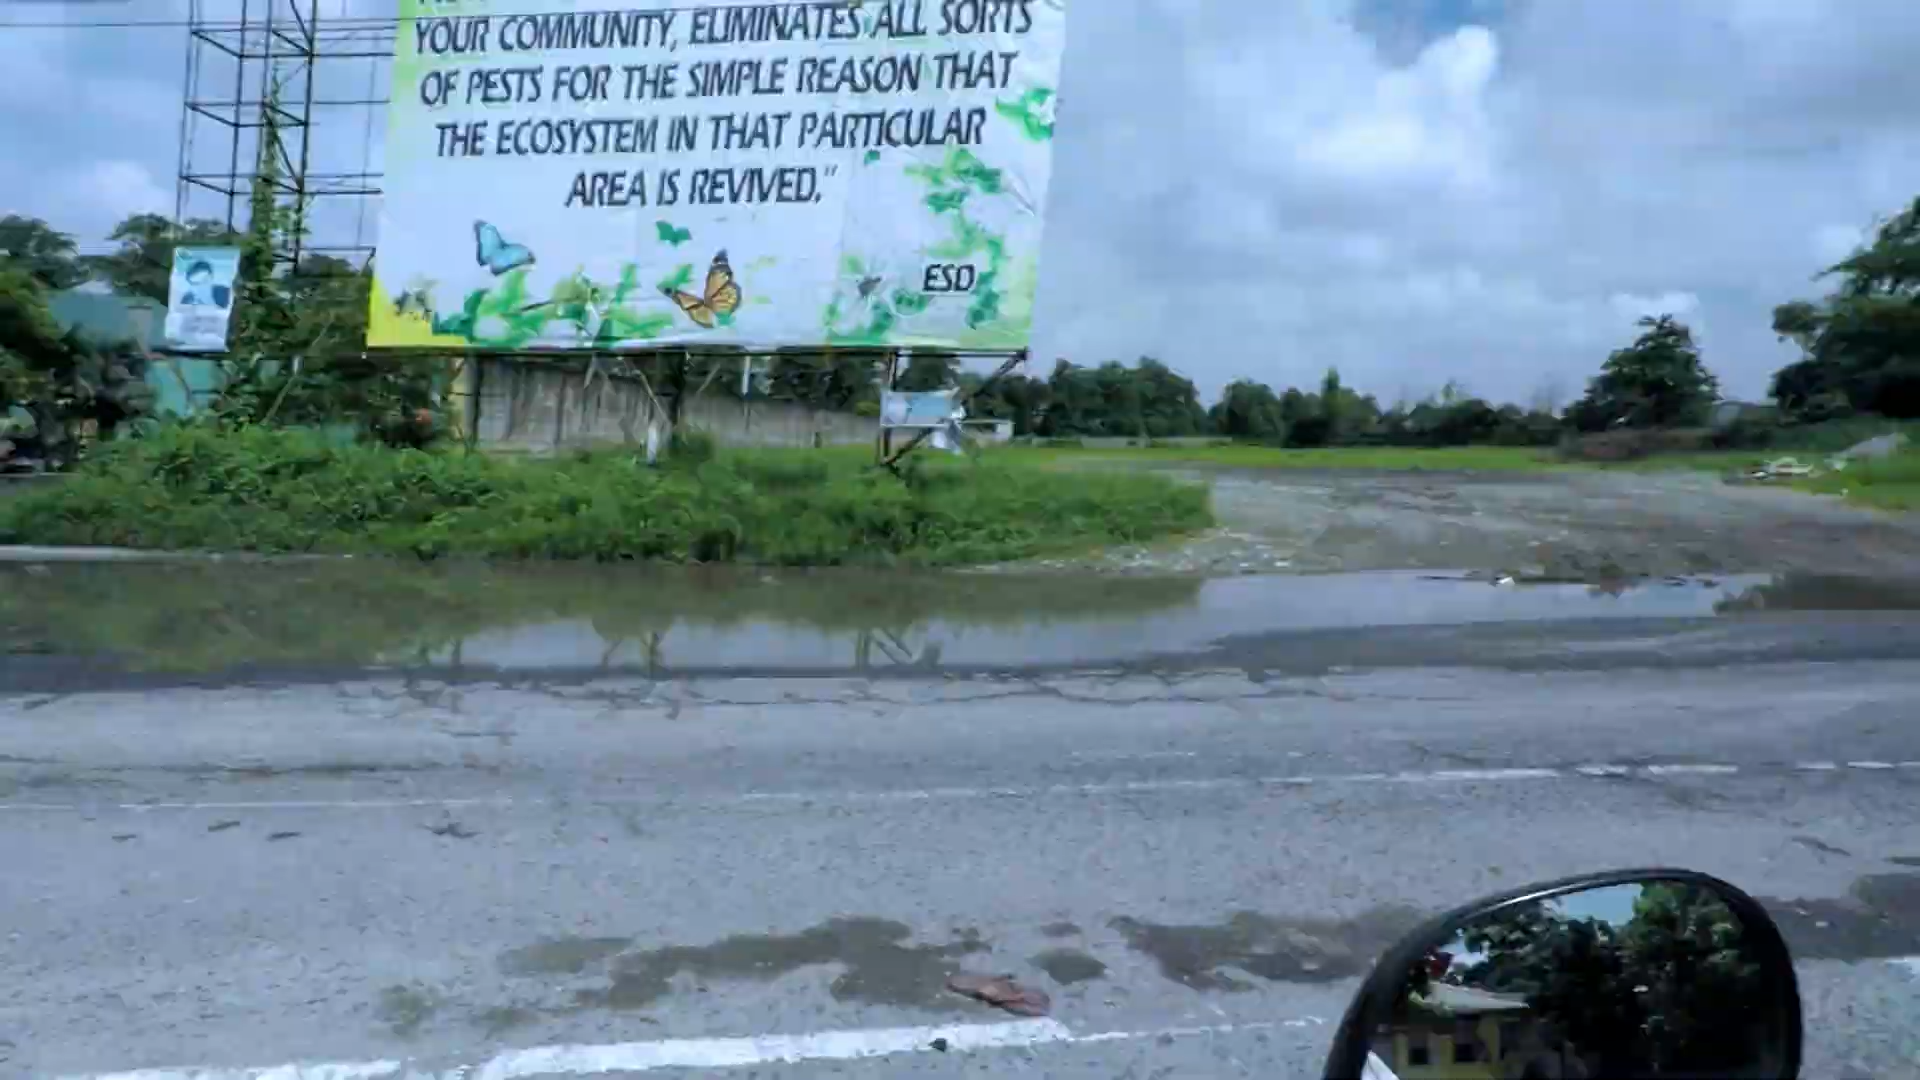 YOUR COMMUNITY, ELIMINATES ALL SORTS
OF PESTS FOR THE SIMPLE REASON THAT
THE ECOSYSTEM IN THAT PARTICULAR
AREA IS REVIVED."
ESD